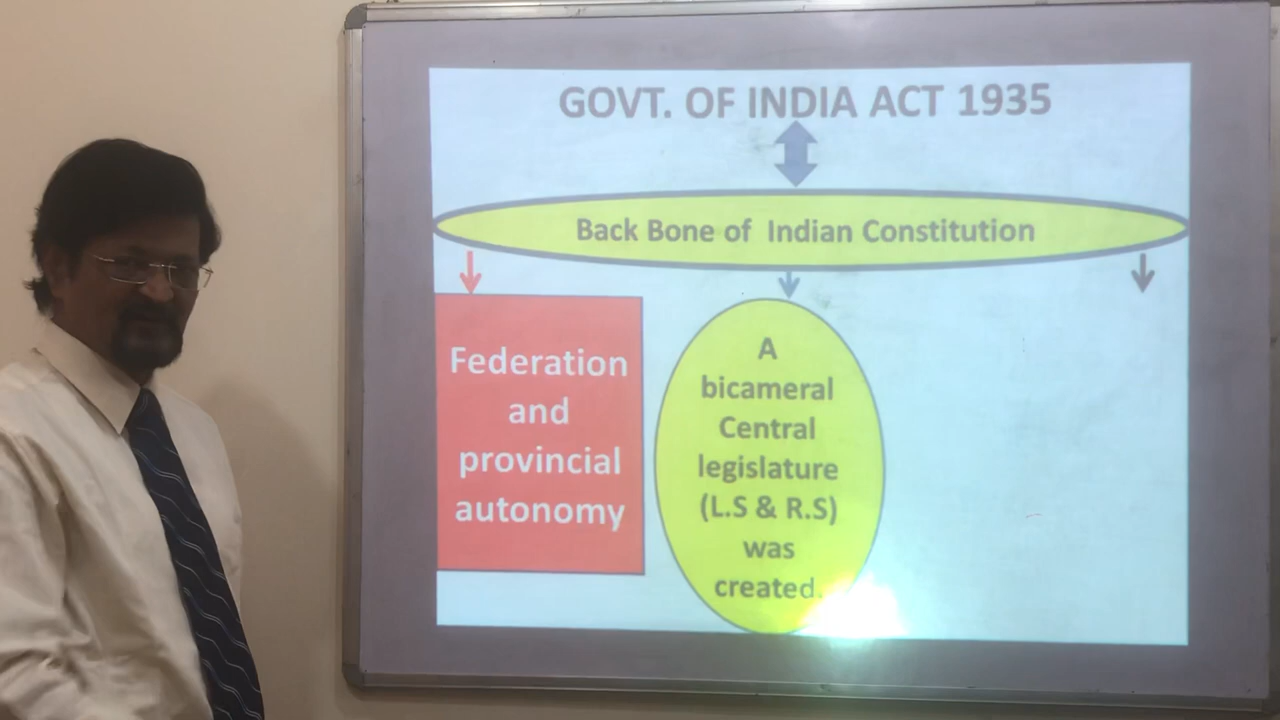 GOVT. OF INDIA ACT 1935
Back Bone of Indian Constitution
Federation
and
provincial
autonomy
A
bicameral
Central
legislature
(L.S & R.S)
was
created.